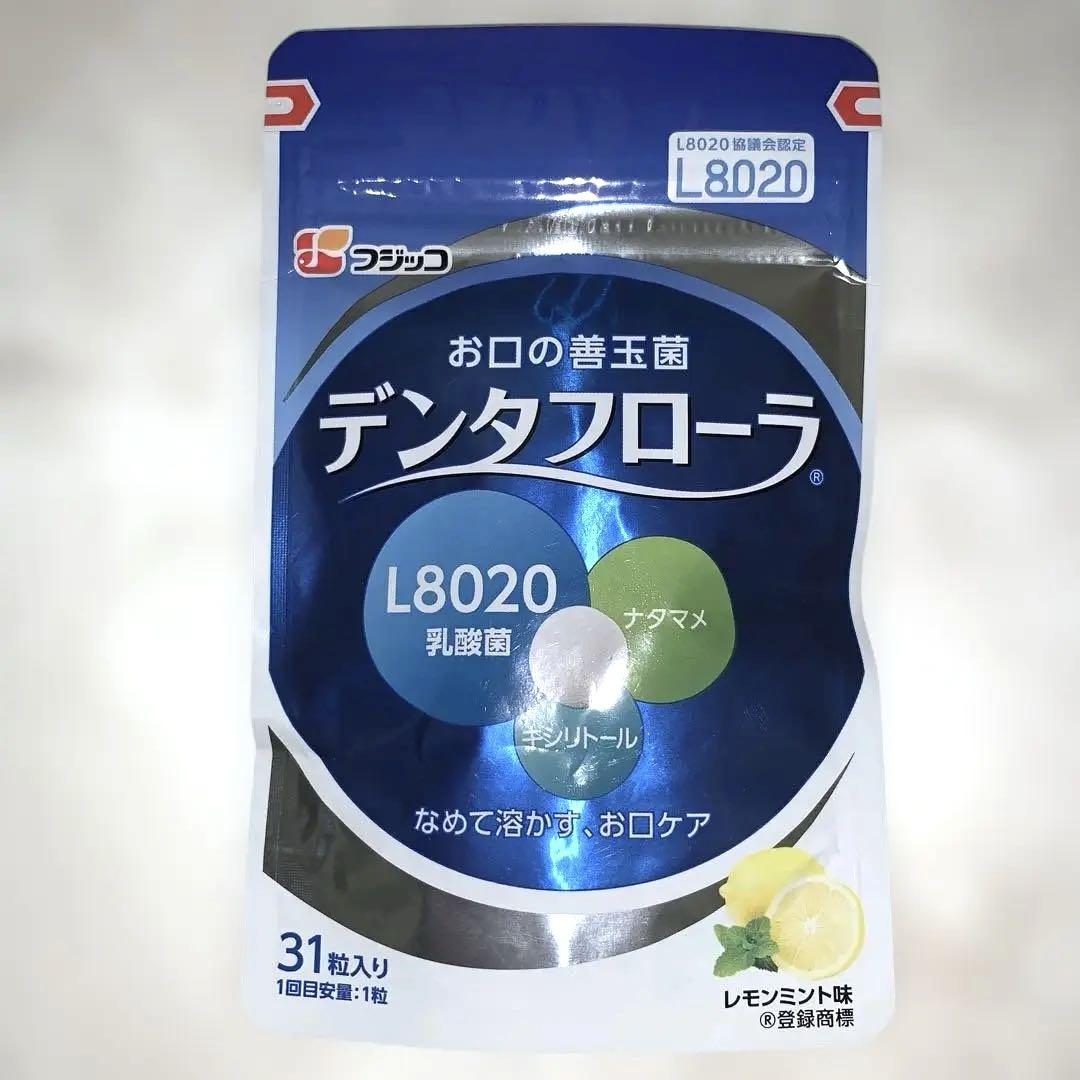 L8020協議会認定
L8020
フジッコ
お口の善玉菌
デンタフローラ®
L8020
乳酸菌
ナタマメ
キシリトール
なめて溶かす、お口ケア
31粒入り
1回目安量:1粒
レモンミント味
®登録商標